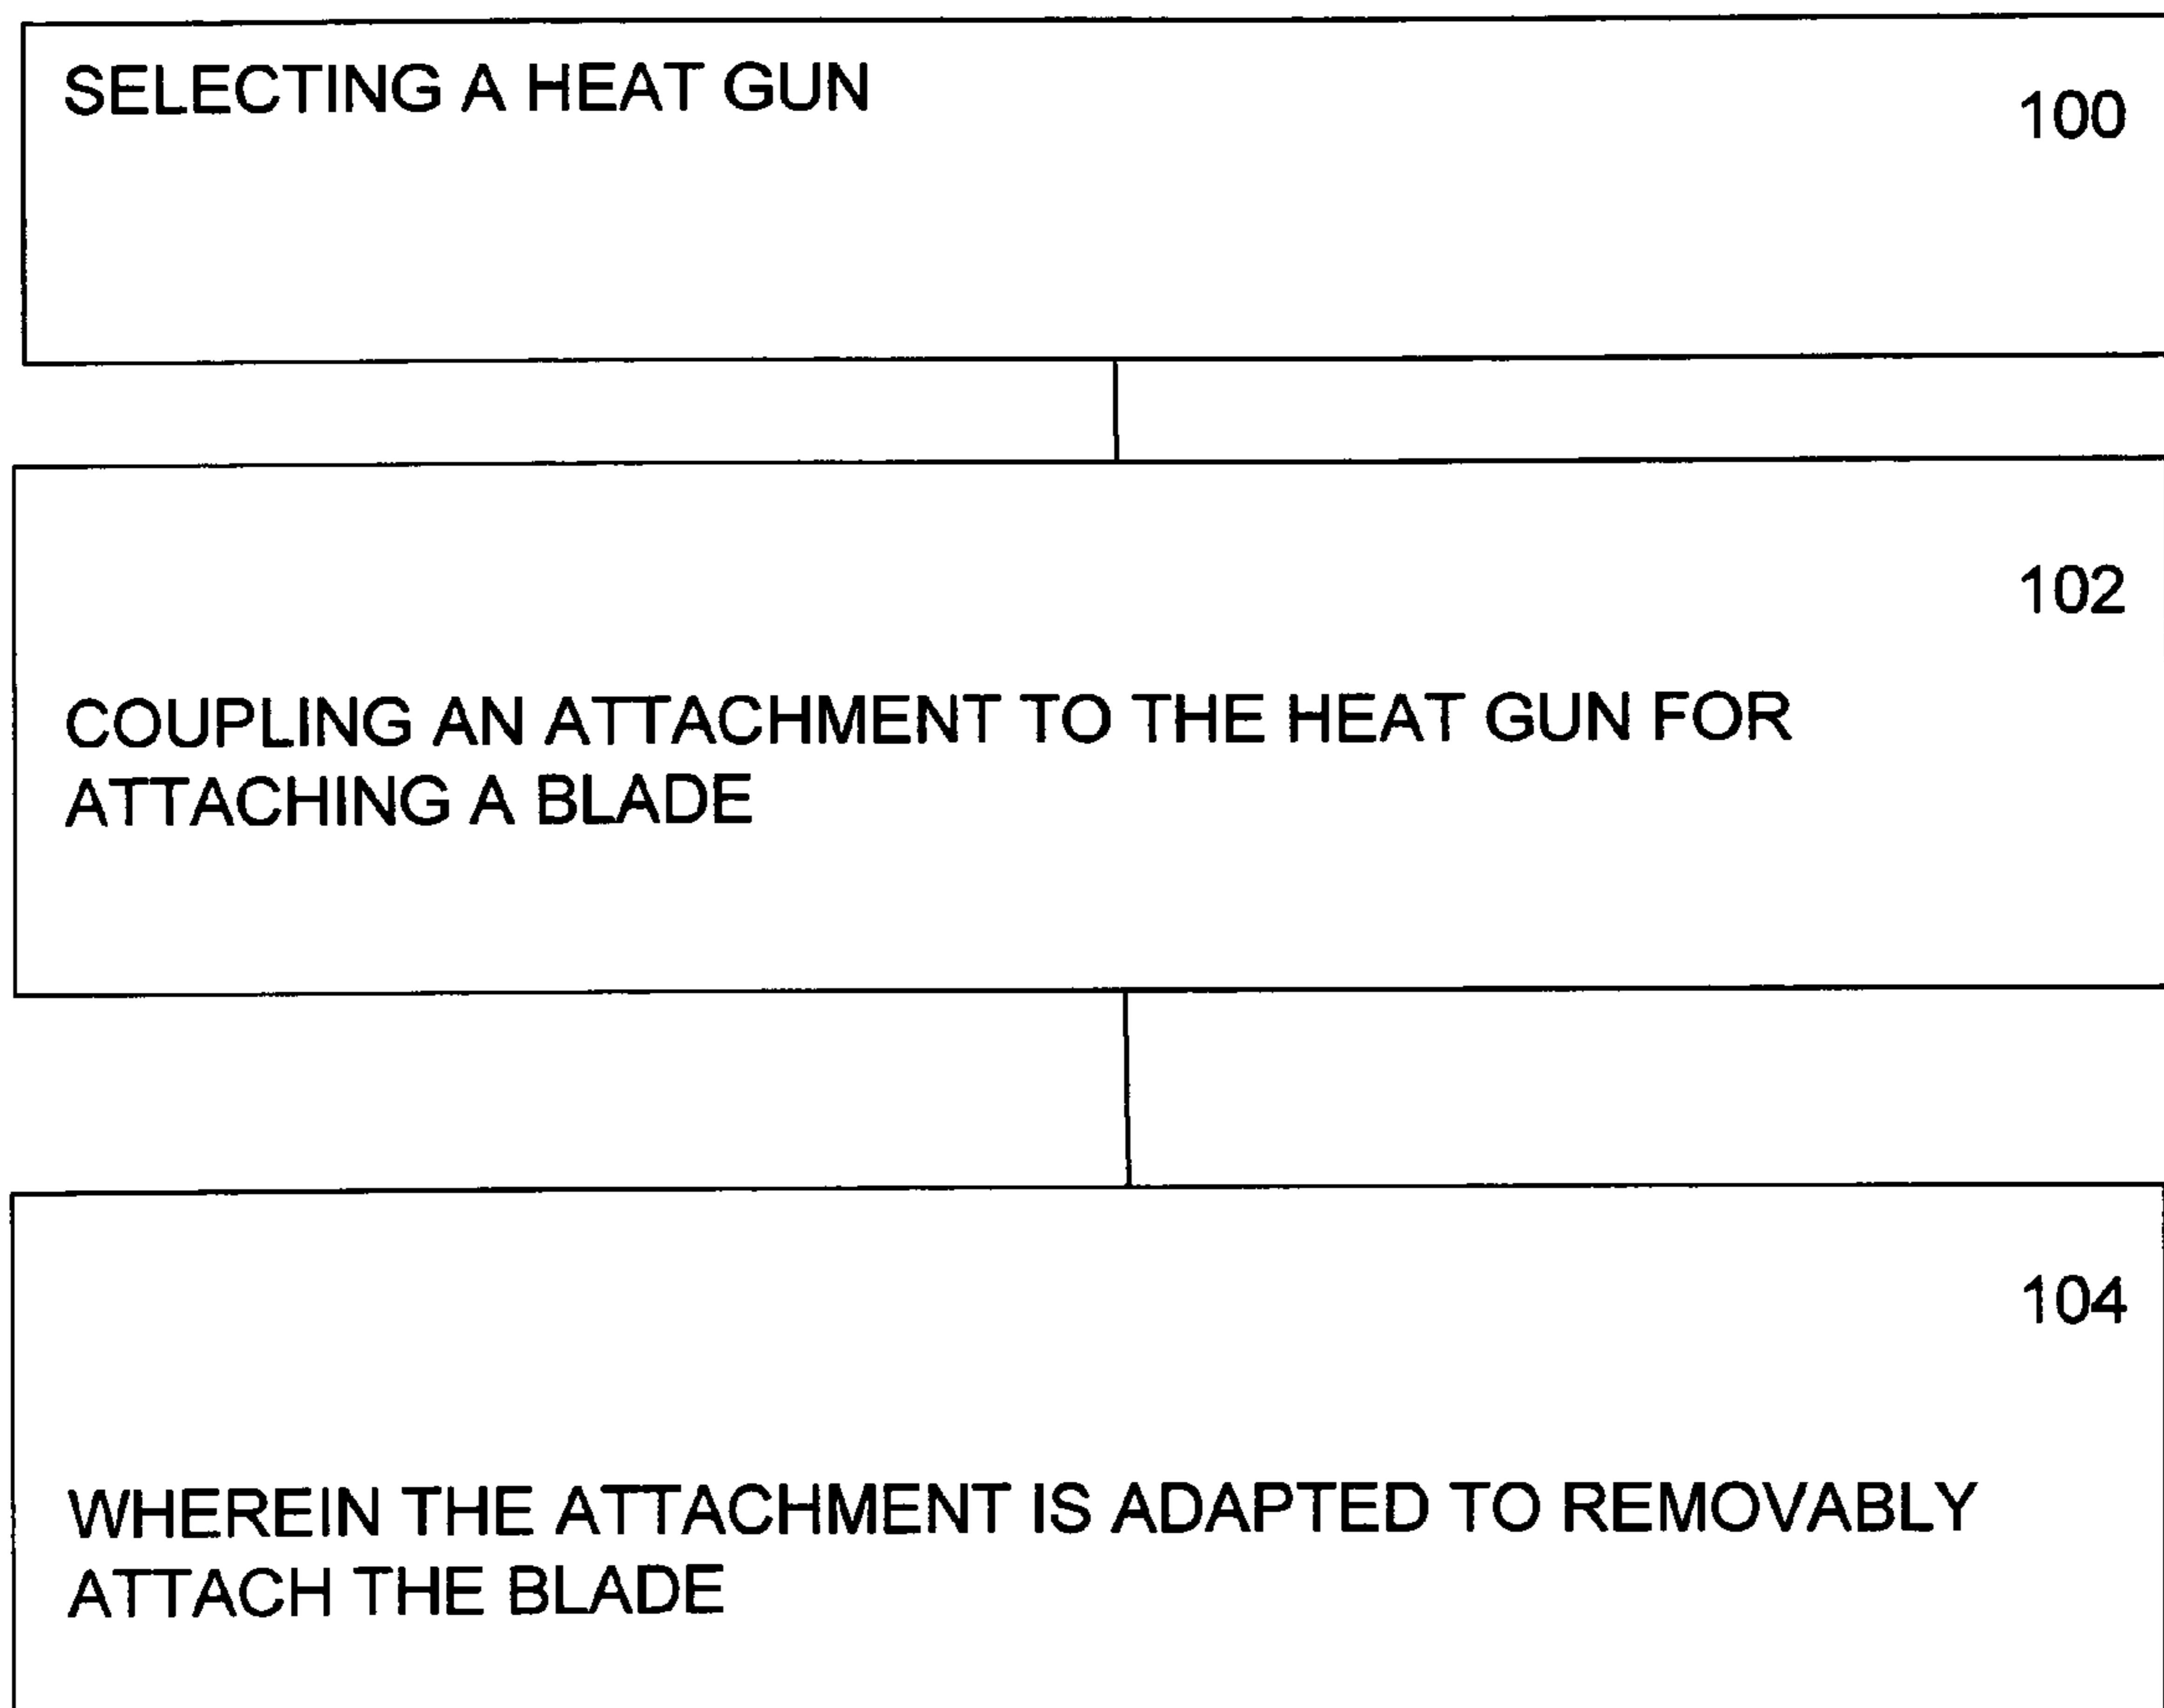 SELECTING A HEAT GUN
100
102
COUPLING AN ATTACHMENT TO THE HEAT GUN FOR
ATTACHING A BLADE
104
WHEREIN THE ATTACHMENT IS ADAPTED TO REMOVABLY
ATTACH THE BLADE